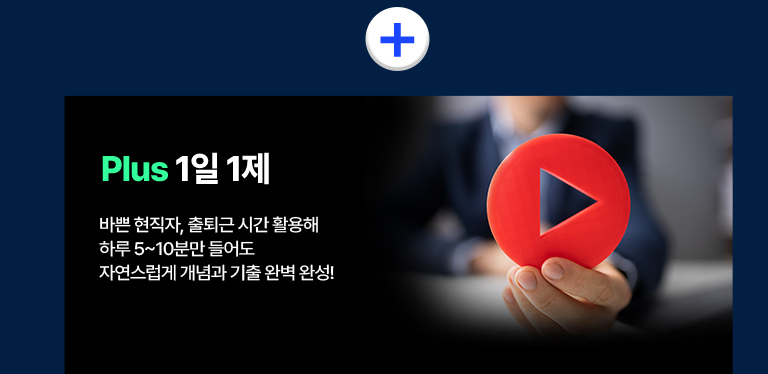 Plus 1일 1제
바쁜 현직자, 출퇴근 시간 활용해
하루 5~10분만 들어도
자연스럽게 개념과 기출 완벽 완성!